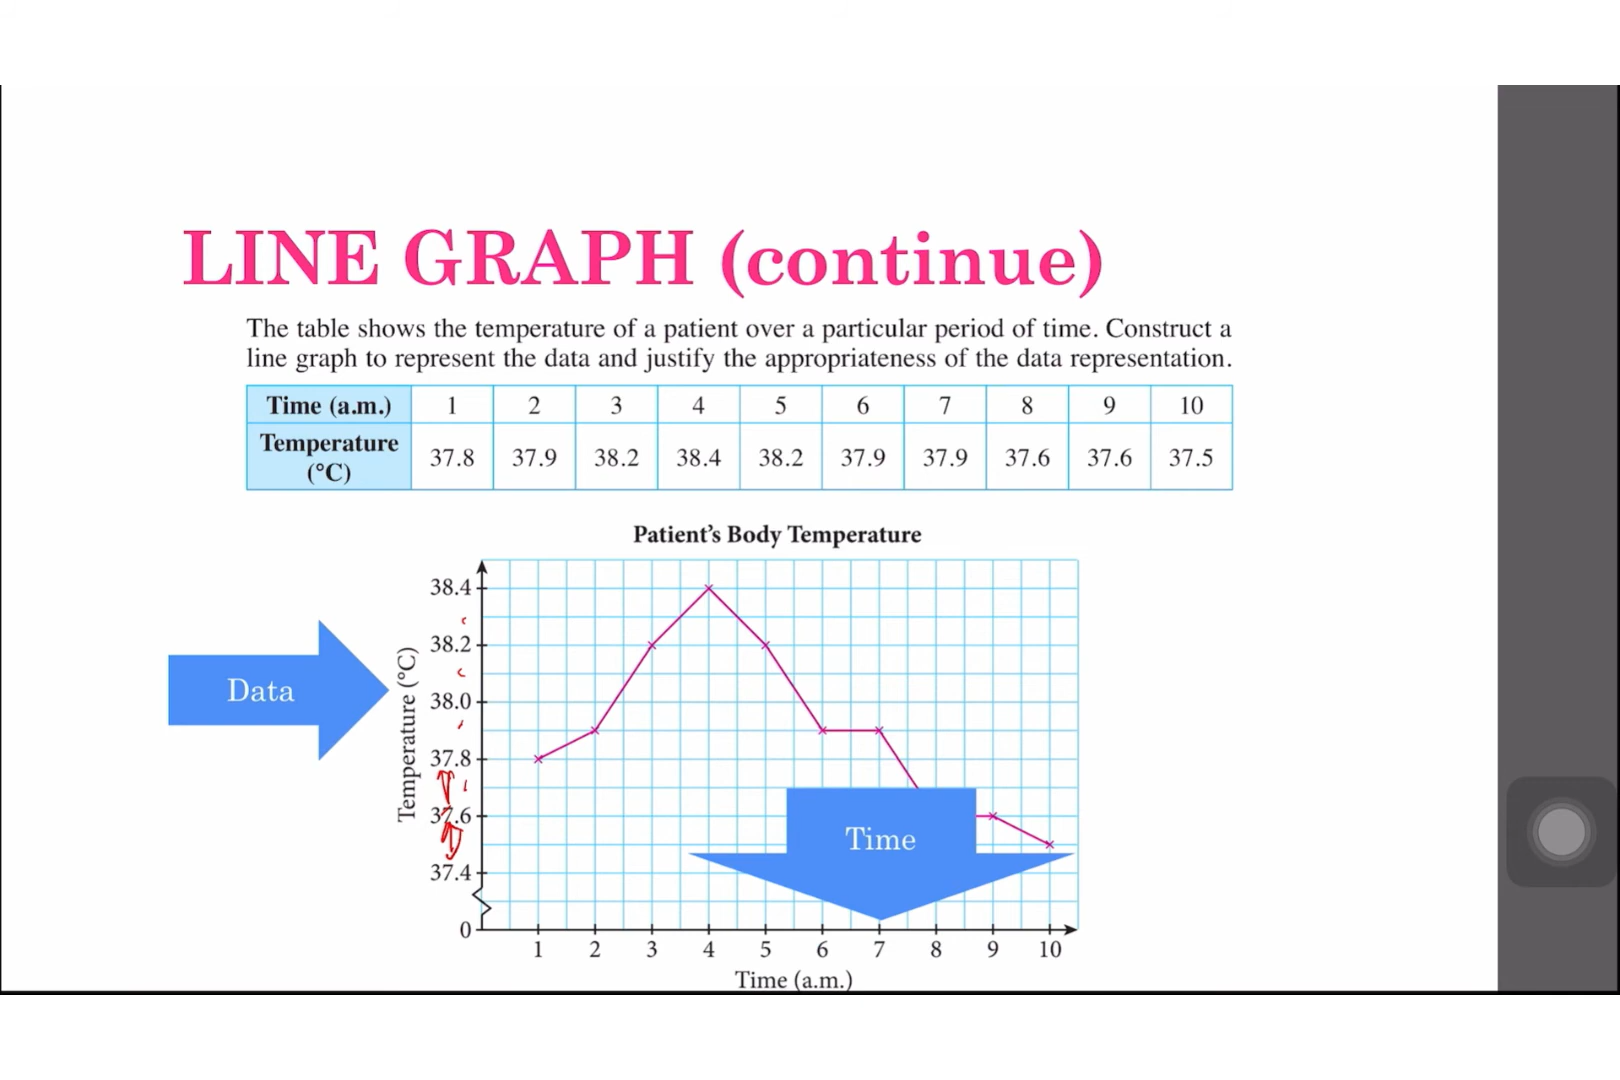 LINE GRAPH (continue)
The table shows the temperature of a patient over a particular period of time. Construct a
line graph to represent the data and justify the appropriateness of the data representation.
Time (a.m.) 1 2 3 4 5 6 7 8 9 10
Temperature (°C) 37.8 37.9 38.2 38.4 38.2 37.9 37.9 37.6 37.6 37.5
Patient's Body Temperature
38.4
38.2
38.0
37.8
37.6
37.4
0
Temperature (°C)
Data
Time
1 2 3 4 5 6 7 8 9 10
Time (a.m.)